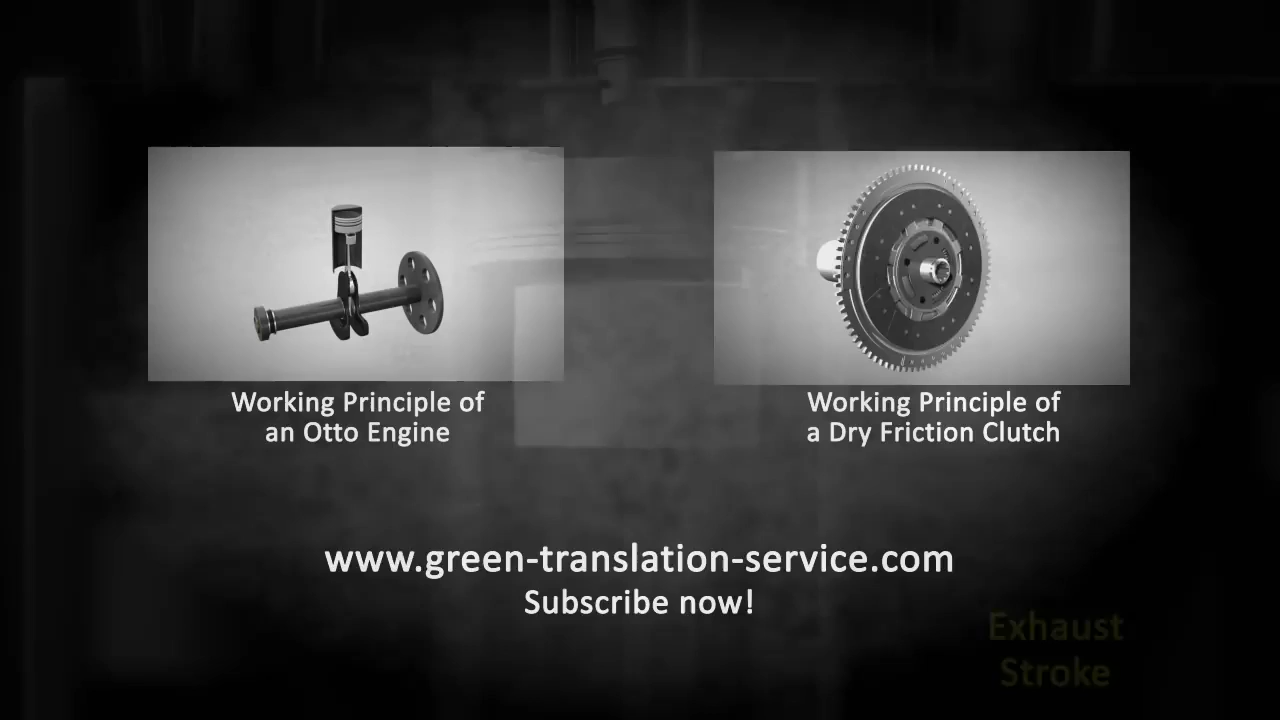 Working Principle of
an Otto Engine
Working Principle of
a Dry Friction Clutch
www.green-translation-service.com
Subscribe now!
Exhaust
Stroke